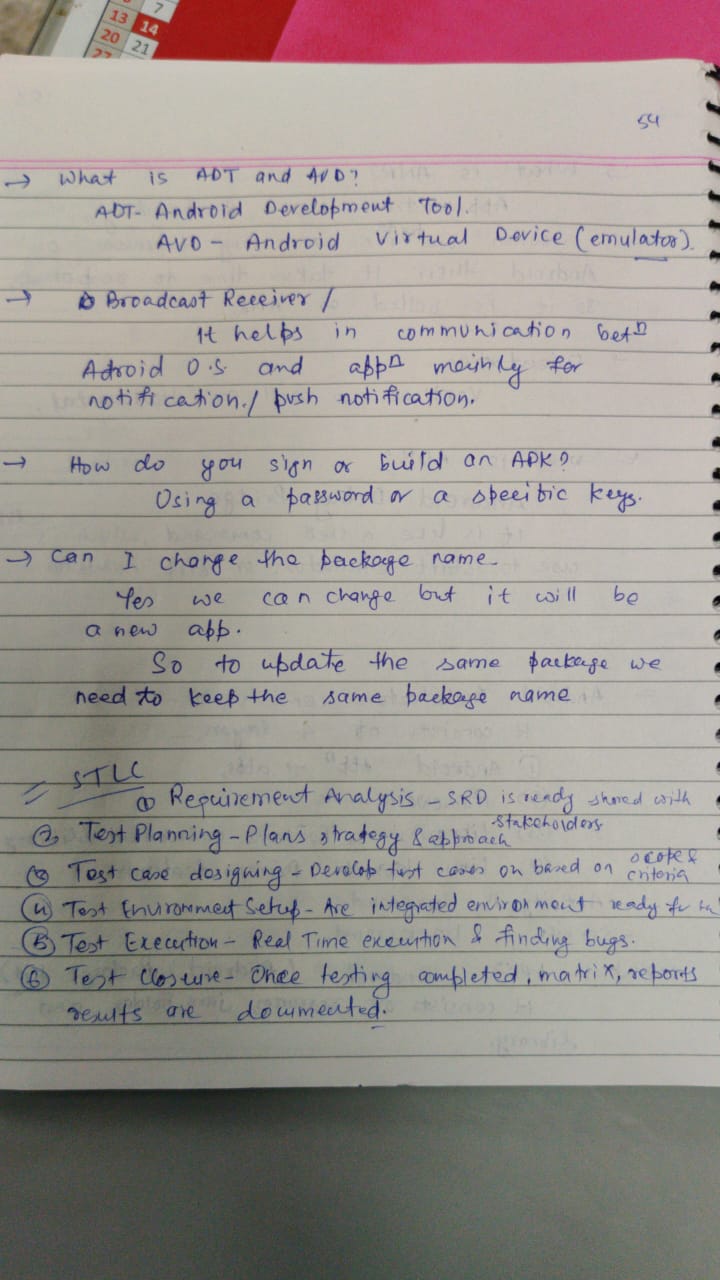 7
13 14
20 21
27
54
→ What is ADT and AVD?
ADT- Android Development Tool.
AVD - Android Virtual Device (emulator).
→ Broadcast Receiver /
It helps in communication betⁿ
Adroid O.S. and appⁿ mainly for
notification./ push notification.
→ How do you sign or build an APK?
Using a password or a specific keys.
→ Can I change the package name.
Yes we can change but it will be
a new app.
So to update the same package we
need to keep the same package name
= STLC
① Requirement Analysis - SRD is ready shared with
stakeholders
② Test Planning - Plans strategy & approach
③ Test case designing - Develop test cases on based on scope &
criteria
④ Test Environment Setup - Are integrated environment ready for
⑤ Test Execution - Real Time execution & finding bugs.
⑥ Test Closure - Once testing completed, matrix, reports
results are documented.